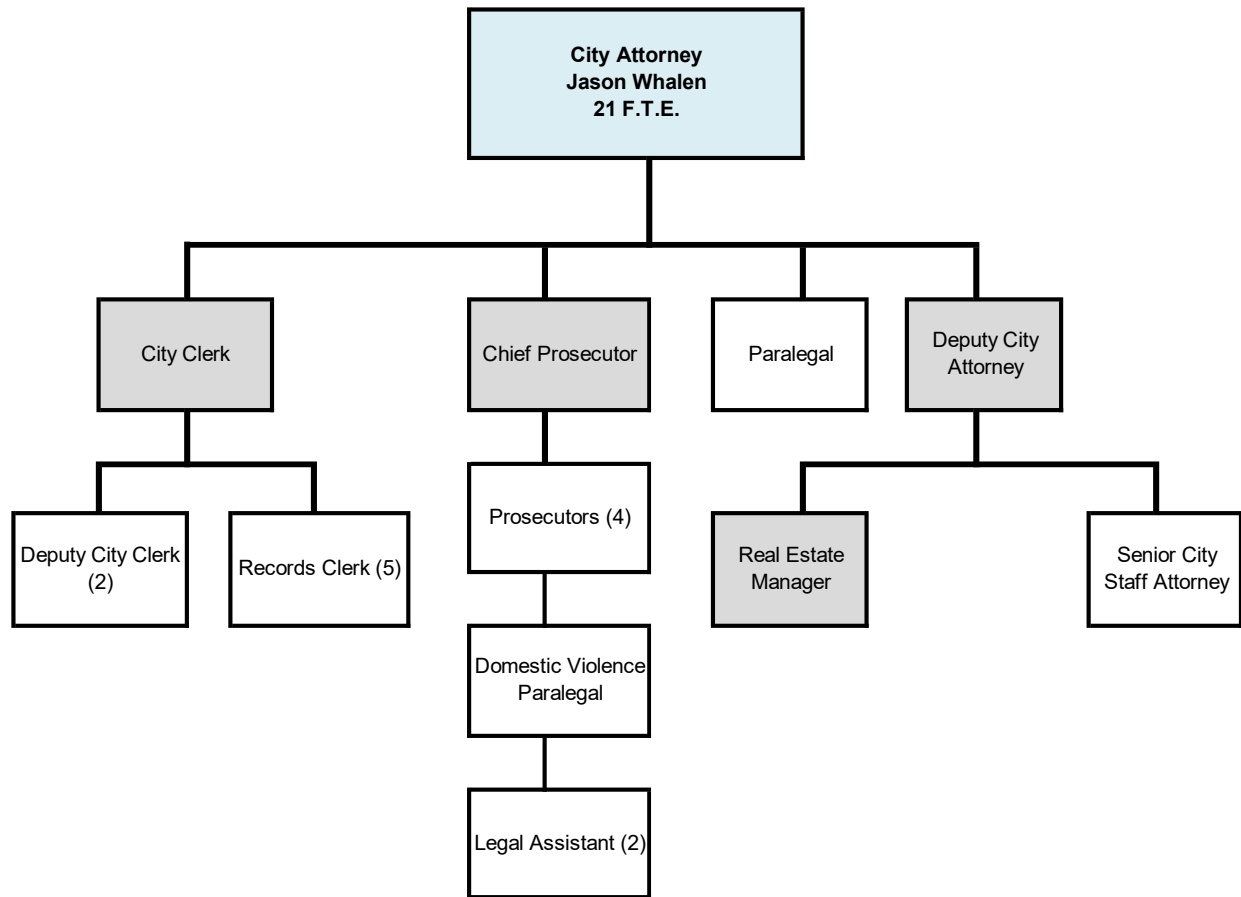 City Attorney
Jason Whalen
21 F.T.E.
City Clerk
Chief Prosecutor
Paralegal
Deputy City
Attorney
Deputy City Clerk
(2)
Records Clerk (5)
Prosecutors (4)
Real Estate
Manager
Senior City
Staff Attorney
Domestic Violence
Paralegal
Legal Assistant (2)